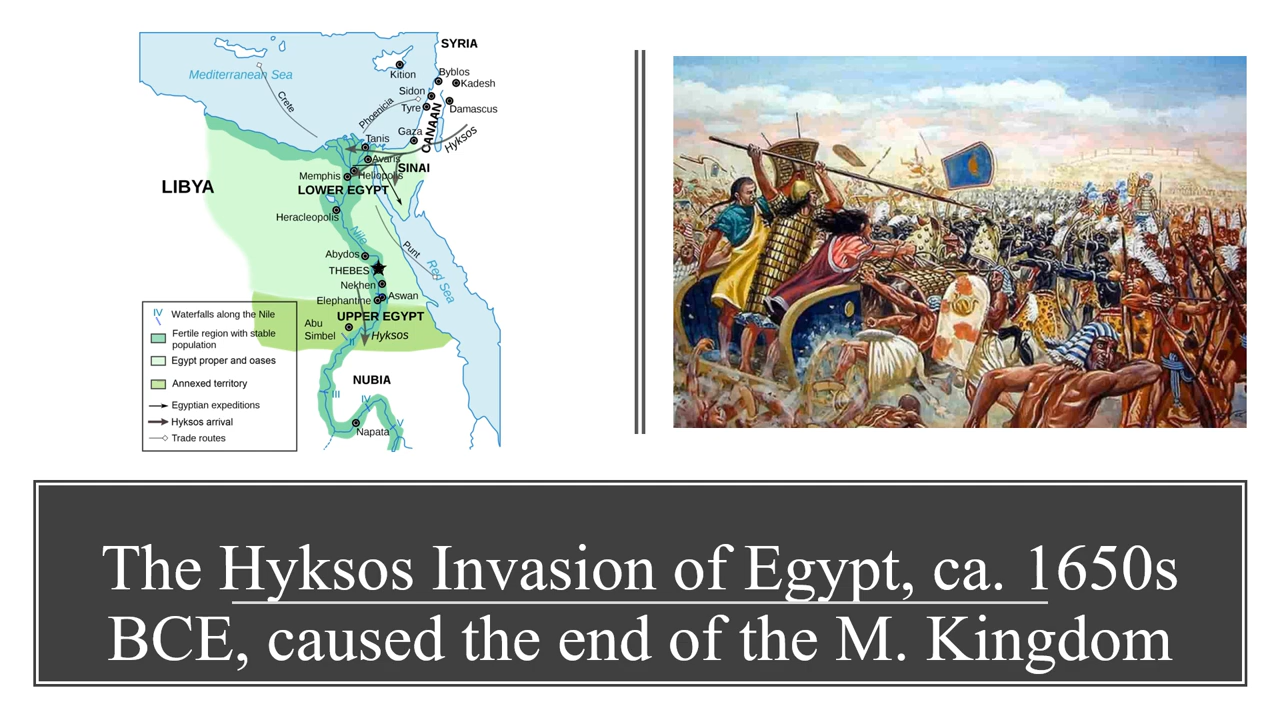 SYRIA
Mediterranean Sea
Kition
Byblos
Kadesh
Sidon
Crete
Phoenicia
Tyre
Damascus
CANAAN
Gaza
Hyksos
Tanis
Avaris
SINAI
Memphis
Heliopolis
LIBYA
LOWER EGYPT
Heracleopolis
Nile
Punt
Abydos
THEBES
Red Sea
Nekhen
Elephantine
Aswan
UPPER EGYPT
Abu
Simbel
Hyksos
II
NUBIA
III
IV
V
Napata
IV Waterfalls along the Nile
Fertile region with stable
population
Egypt proper and oases
Annexed territory
Egyptian expeditions
Hyksos arrival
Trade routes
The Hyksos Invasion of Egypt, ca. 1650s
BCE, caused the end of the M. Kingdom